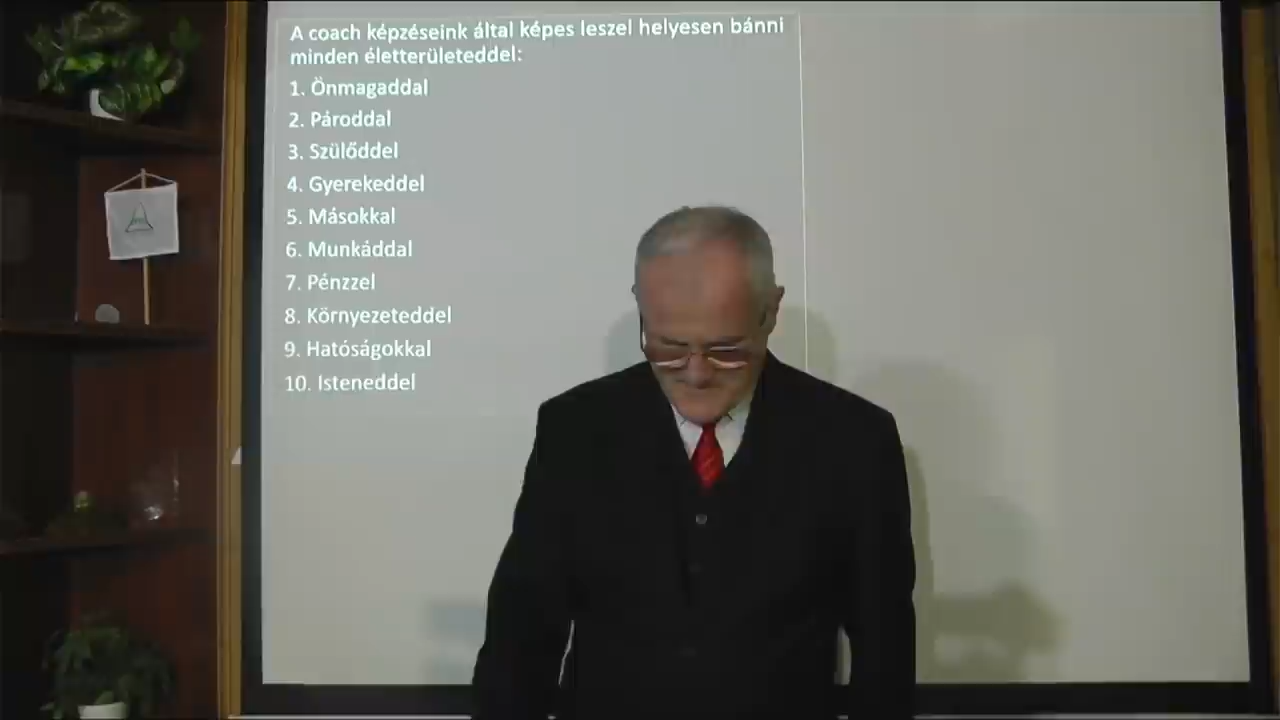 A coach képzéseink által képes leszel helyesen bánni
minden életterületeddel:
1. Önmagaddal
2. Pároddal
3. Szülőddel
4. Gyerekeddel
5. Másokkal
6. Munkáddal
7. Pénzzel
8. Környezeteddel
9. Hatóságokkal
10. Isteneddel